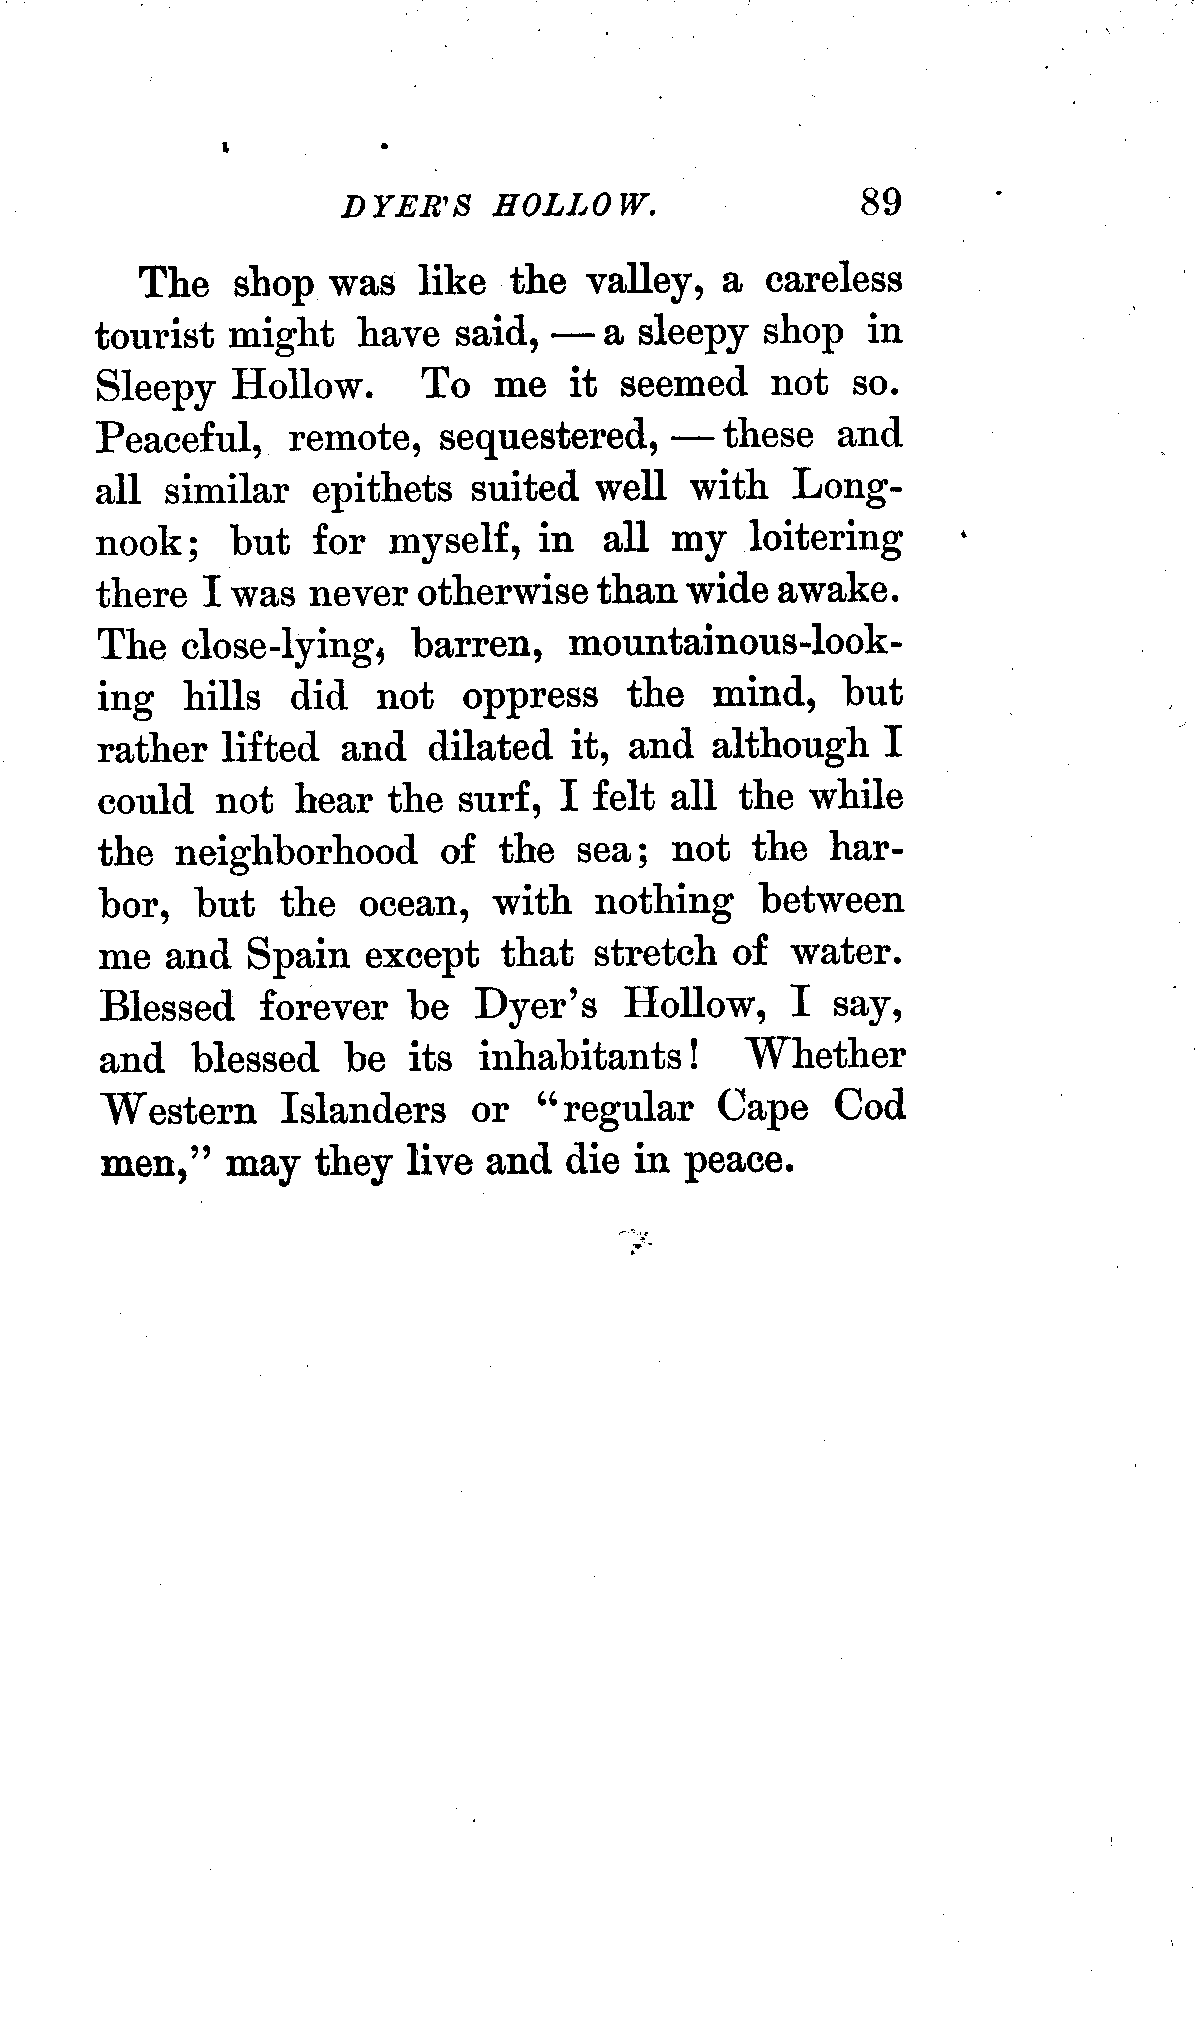 DYER'S HOLLOW. 89
The shop was like the valley, a careless
tourist might have said, — a sleepy shop in
Sleepy Hollow. To me it seemed not so.
Peaceful, remote, sequestered, — these and
all similar epithets suited well with Long-
nook; but for myself, in all my loitering
there I was never otherwise than wide awake.
The close-lying, barren, mountainous-look-
ing hills did not oppress the mind, but
rather lifted and dilated it, and although I
could not hear the surf, I felt all the while
the neighborhood of the sea; not the har-
bor, but the ocean, with nothing between
me and Spain except that stretch of water.
Blessed forever be Dyer's Hollow, I say,
and blessed be its inhabitants! Whether
Western Islanders or "regular Cape Cod
men," may they live and die in peace.